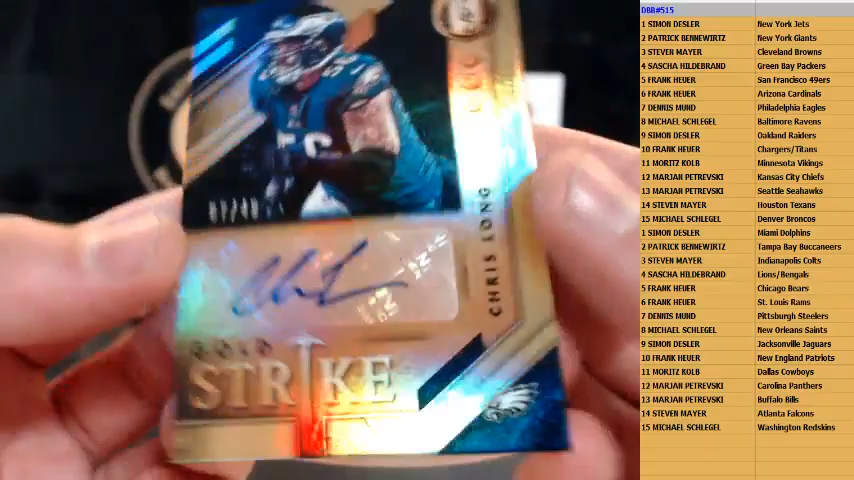 CHRIS LONG
GOLD
STRIKE
DBB#515
1 SIMON DESLER New York Jets
2 PATRICK BENNEWIRTZ New York Giants
3 STEVEN MAYER Cleveland Browns
4 SASCHA HILDEBRAND Green Bay Packers
5 FRANK HEUER San Francisco 49ers
6 FRANK HEUER Arizona Cardinals
7 DENNIS MUND Philadelphia Eagles
8 MICHAEL SCHLEGEL Baltimore Ravens
9 SIMON DESLER Oakland Raiders
10 FRANK HEUER Chargers/Titans
11 MORITZ KOLB Minnesota Vikings
12 MARJAN PETREVSKI Kansas City Chiefs
13 MARJAN PETREVSKI Seattle Seahawks
14 STEVEN MAYER Houston Texans
15 MICHAEL SCHLEGEL Denver Broncos
1 SIMON DESLER Miami Dolphins
2 PATRICK BENNEWIRTZ Tampa Bay Buccaneers
3 STEVEN MAYER Indianapolis Colts
4 SASCHA HILDEBRAND Lions/Bengals
5 FRANK HEUER Chicago Bears
6 FRANK HEUER St. Louis Rams
7 DENNIS MUND Pittsburgh Steelers
8 MICHAEL SCHLEGEL New Orleans Saints
9 SIMON DESLER Jacksonville Jaguars
10 FRANK HEUER New England Patriots
11 MORITZ KOLB Dallas Cowboys
12 MARJAN PETREVSKI Carolina Panthers
13 MARJAN PETREVSKI Buffalo Bills
14 STEVEN MAYER Atlanta Falcons
15 MICHAEL SCHLEGEL Washington Redskins